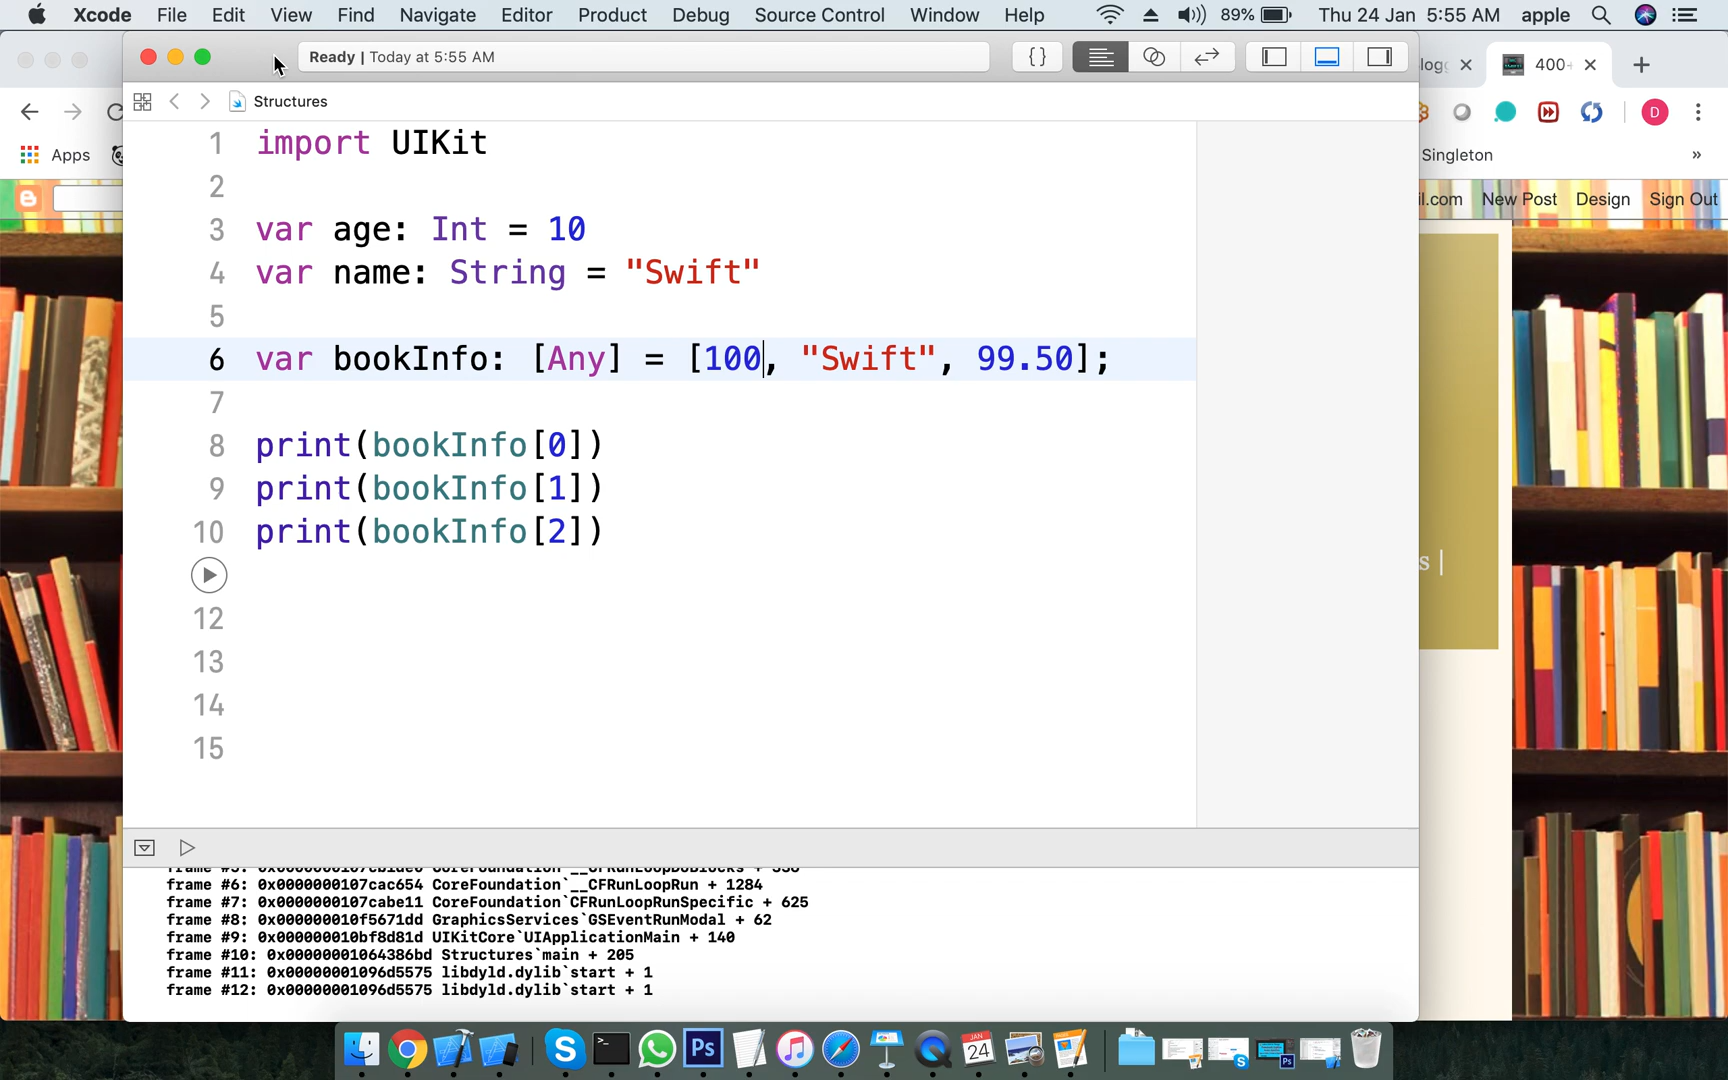 Xcode File Edit View Find Navigate Editor Product Debug Source Control Window Help 89% Thu 24 Jan 5:55 AM apple
Ready | Today at 5:55 AM
{}
400+
Structures
D
Apps
Singleton
»
1 import UIKit
il.com New Post Design Sign Out
2
3 var age: Int = 10
4 var name: String = "Swift"
5
6 var bookInfo: [Any] = [100, "Swift", 99.50];
7
8 print(bookInfo[0])
9 print(bookInfo[1])
10 print(bookInfo[2])
s |
12
13
14
15
frame #6: 0x0000000107cac654 CoreFoundation`__CFRunLoopRun + 1284
frame #7: 0x0000000107cabe11 CoreFoundation`CFRunLoopRunSpecific + 625
frame #8: 0x000000010f5671dd GraphicsServices`GSEventRunModal + 62
frame #9: 0x000000010bf8d81d UIKitCore`UIApplicationMain + 140
frame #10: 0x00000001064386bd Structures`main + 205
frame #11: 0x00000001096d5575 libdyld.dylib`start + 1
frame #12: 0x00000001096d5575 libdyld.dylib`start + 1
JAN
24
Ps